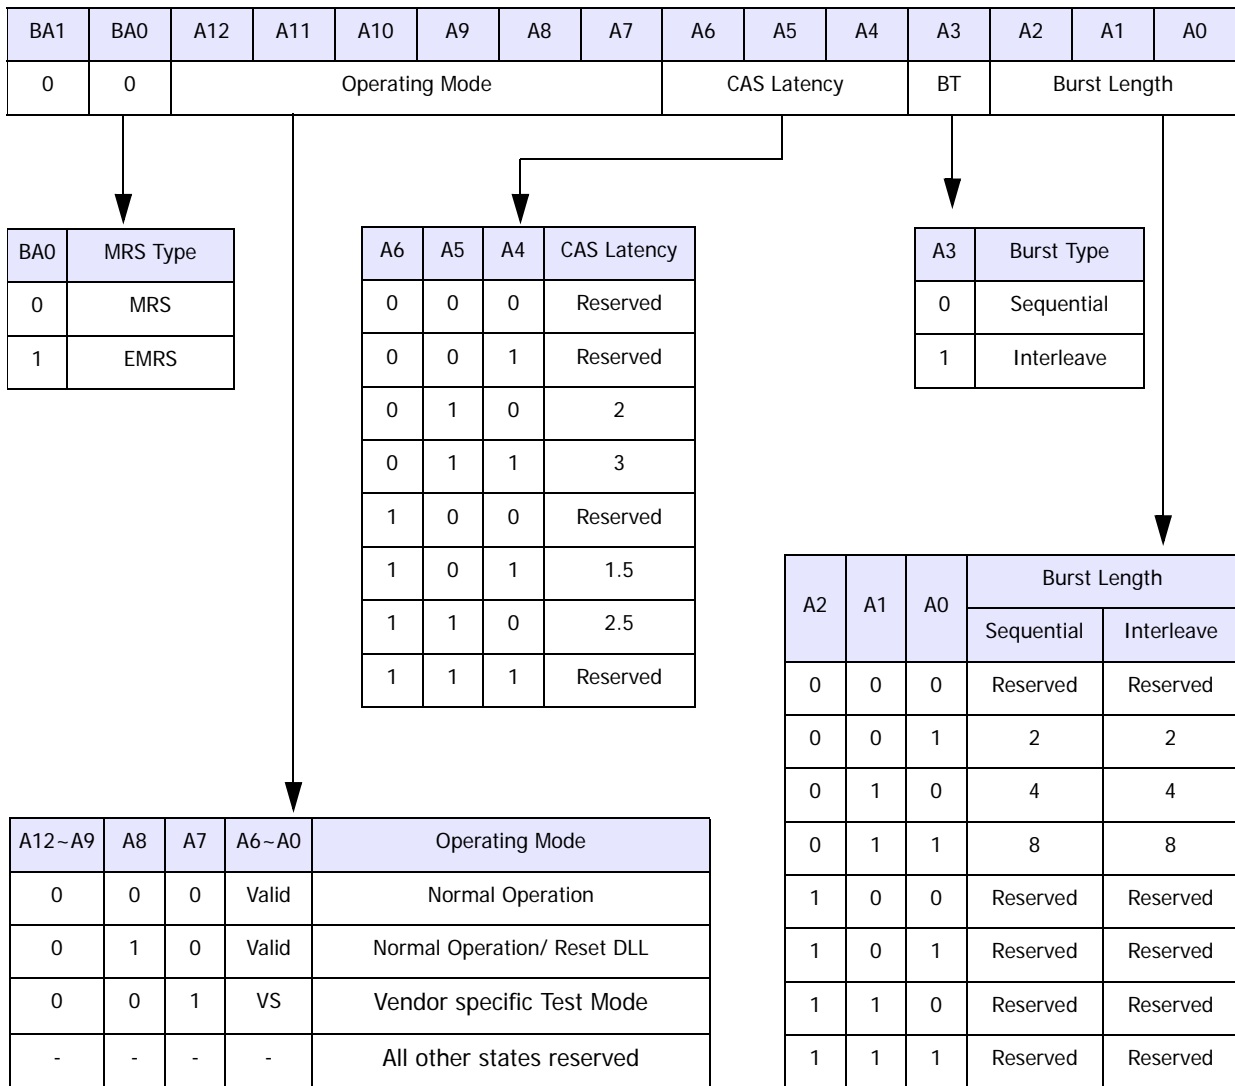 BA1 BA0 A12 A11 A10 A9 A8 A7 A6 A5 A4 A3 A2 A1 A0
0 0 Operating Mode CAS Latency BT Burst Length
BA0 MRS Type
0 MRS
1 EMRS
A6 A5 A4 CAS Latency
0 0 0 Reserved
0 0 1 Reserved
0 1 0 2
0 1 1 3
1 0 0 Reserved
1 0 1 1.5
1 1 0 2.5
1 1 1 Reserved
A3 Burst Type
0 Sequential
1 Interleave
A2 A1 A0 Burst Length
Sequential Interleave
0 0 0 Reserved Reserved
0 0 1 2 2
0 1 0 4 4
0 1 1 8 8
1 0 0 Reserved Reserved
1 0 1 Reserved Reserved
1 1 0 Reserved Reserved
1 1 1 Reserved Reserved
A12~A9 A8 A7 A6~A0 Operating Mode
0 0 0 Valid Normal Operation
0 1 0 Valid Normal Operation/ Reset DLL
0 0 1 VS Vendor specific Test Mode
- - - - All other states reserved